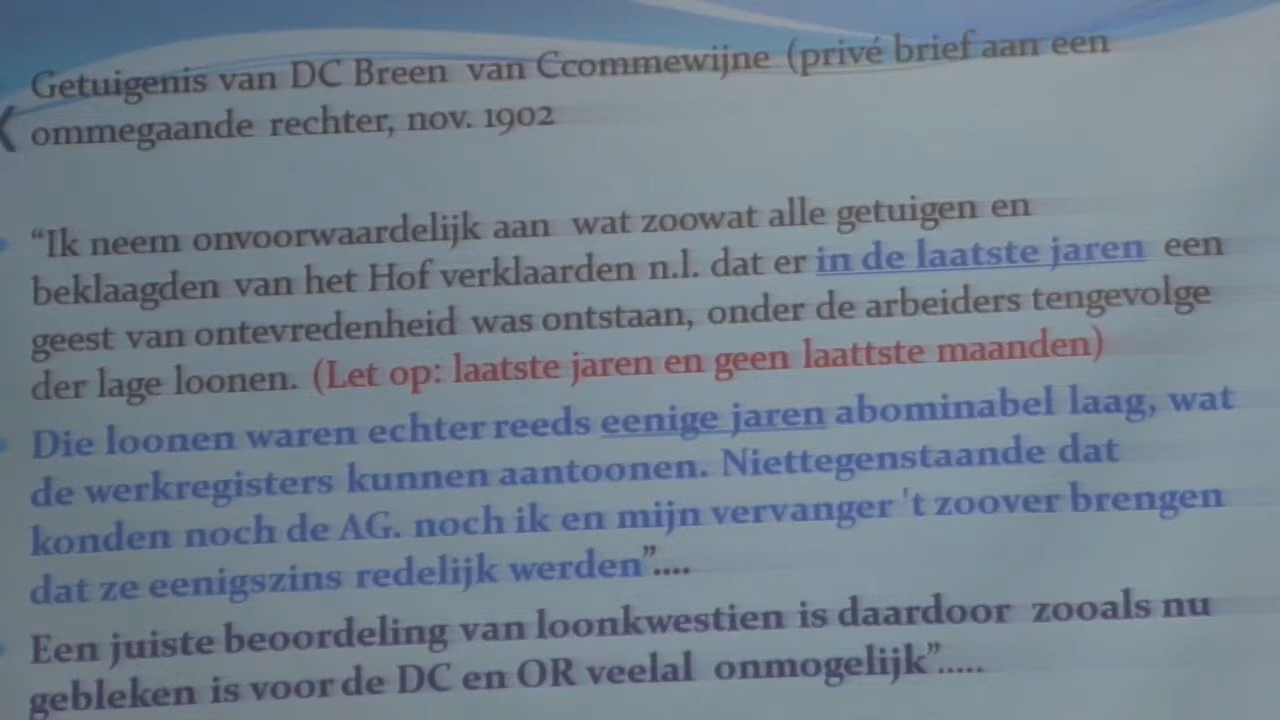 Getuigenis van DC Breen van Ccommewijne (privé brief aan een
ommegaande rechter, nov. 1902
“Ik neem onvoorwaardelijk aan wat zoowat alle getuigen en
beklaagden van het Hof verklaarden n.l. dat er in de laatste jaren een
geest van ontevredenheid was ontstaan, onder de arbeiders tengevolge
der lage loonen. (Let op: laatste jaren en geen laattste maanden)
Die loonen waren echter reeds eenige jaren abominabel laag, wat
de werkregisters kunnen aantoonen. Niettegenstaande dat
konden noch de AG. noch ik en mijn vervanger 't zoover brengen
dat ze eenigszins redelijk werden”....
Een juiste beoordeling van loonkwestien is daardoor zooals nu
gebleken is voor de DC en OR veelal onmogelijk”.....